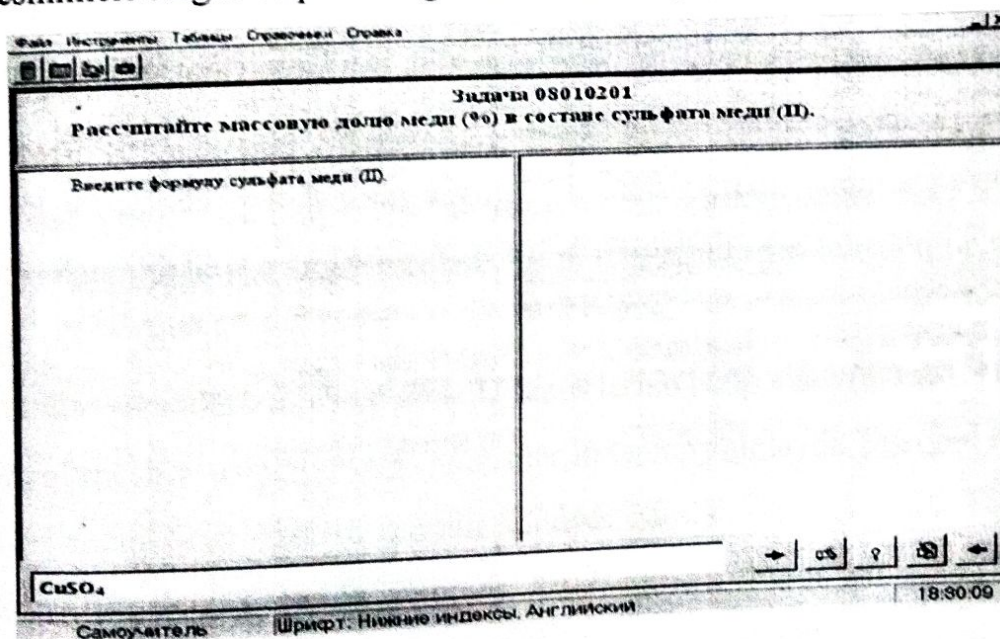 Файл Инструменты Таблицы Справочники Справка
Задача 08010201
Рассчитайте массовую долю меди (%) в составе сульфата меди (II).
Введите формулу сульфата меди (II).
CuSO₄
18:30:09
Самоучитель Шрифт: Нижние индексы, Английский